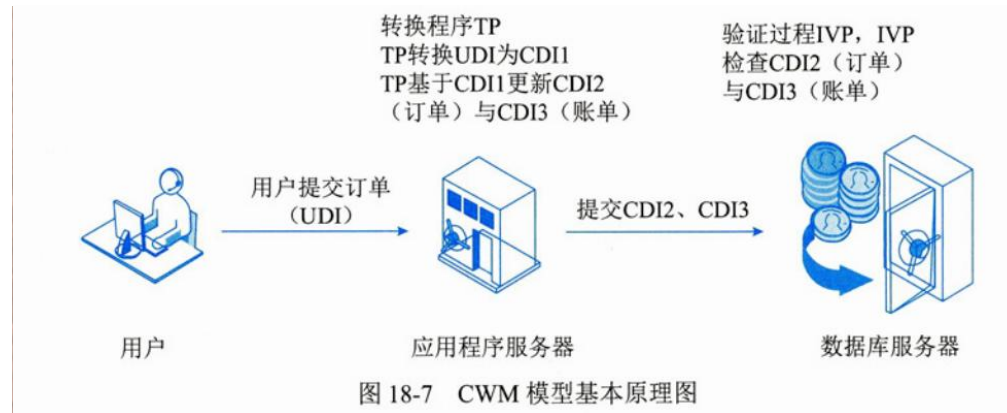 转换程序TP
TP转换UDI为CDI1
TP基于CDI1更新CDI2
（订单）与CDI3（账单）
验证过程IVP，IVP
检查CDI2（订单）
与CDI3（账单）
用户提交订单
（UDI）
提交CDI2、CDI3
用户
应用程序服务器
数据库服务器
图 18-7 CWM 模型基本原理图